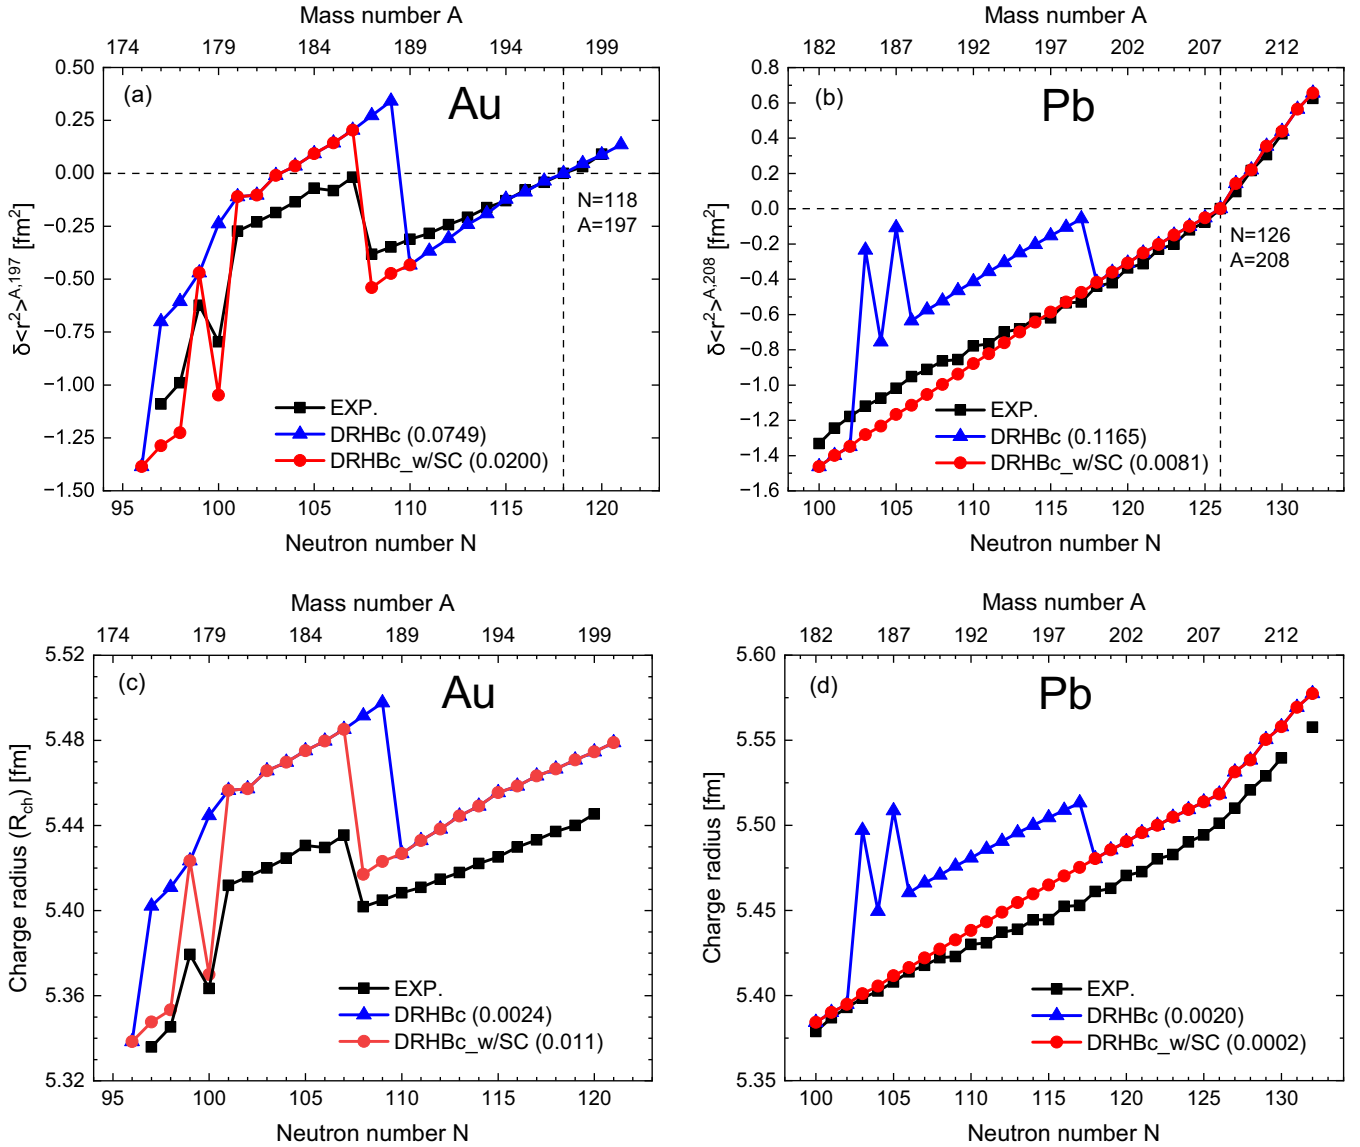 Mass number A
174 179 184 189 194 199
0.50
0.25
0.00
−0.25
−0.50
−0.75
−1.00
−1.25
−1.50
δ<r²>^A,197 [fm²]
(a)
Au
N=118
A=197
EXP.
DRHBc (0.0749)
DRHBc_w/SC (0.0200)
95 100 105 110 115 120
Neutron number N
Mass number A
182 187 192 197 202 207 212
0.8
0.6
0.4
0.2
0.0
−0.2
−0.4
−0.6
−0.8
−1.0
−1.2
−1.4
−1.6
δ<r²>^A,208 [fm²]
(b)
Pb
N=126
A=208
EXP.
DRHBc (0.1165)
DRHBc_w/SC (0.0081)
100 105 110 115 120 125 130
Neutron number N
Mass number A
174 179 184 189 194 199
5.52
5.48
5.44
5.40
5.36
5.32
Charge radius (R_ch) [fm]
(c)
Au
EXP.
DRHBc (0.0024)
DRHBc_w/SC (0.011)
95 100 105 110 115 120
Neutron number N
Mass number A
182 187 192 197 202 207 212
5.60
5.55
5.50
5.45
5.40
5.35
Charge radius [fm]
(d)
Pb
EXP.
DRHBc (0.0020)
DRHBc_w/SC (0.0002)
100 105 110 115 120 125 130
Neutron number N